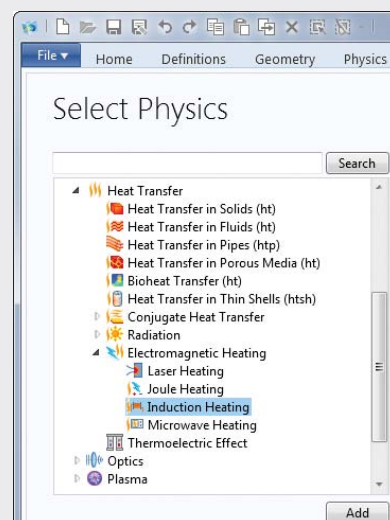 File Home Definitions Geometry Physics
Select Physics
Search
Heat Transfer
Heat Transfer in Solids (ht)
Heat Transfer in Fluids (ht)
Heat Transfer in Pipes (htp)
Heat Transfer in Porous Media (ht)
Bioheat Transfer (ht)
Heat Transfer in Thin Shells (htsh)
Conjugate Heat Transfer
Radiation
Electromagnetic Heating
Laser Heating
Joule Heating
Induction Heating
Microwave Heating
Thermoelectric Effect
Optics
Plasma
Add